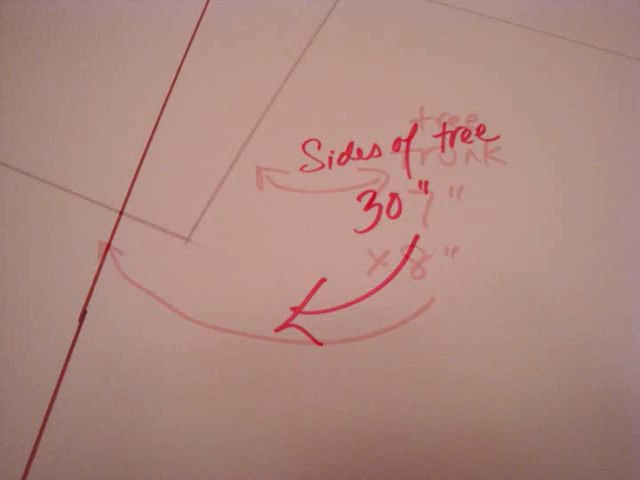 tree
Sides of tree
trunk
30"
7"
x 8"